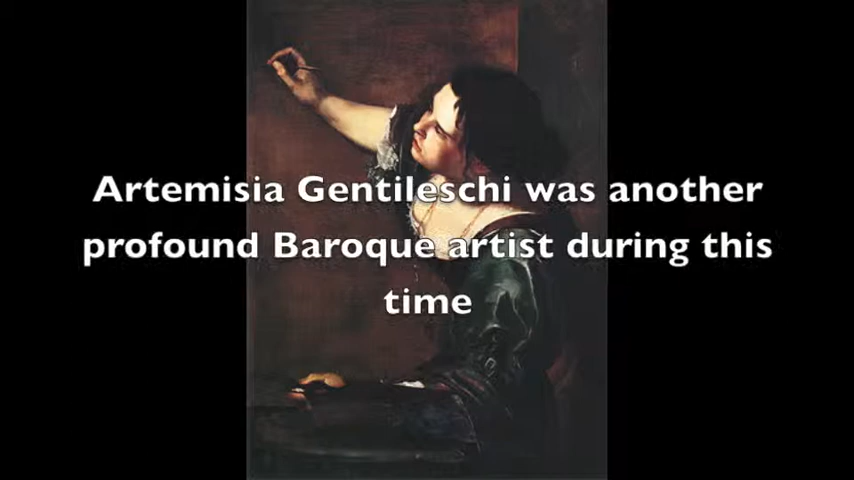 Artemisia Gentileschi was another
profound Baroque artist during this
time